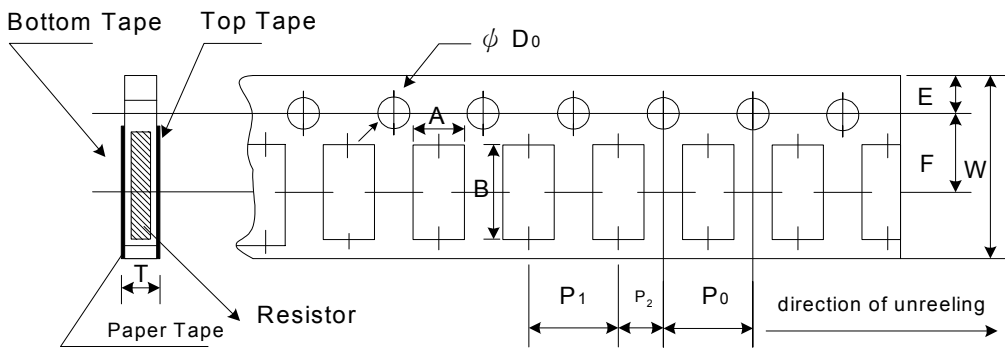 Bottom Tape
Top Tape
ϕ D0
A
E
F
W
B
T
P1
P2
P0
direction of unreeling
Resistor
Paper Tape